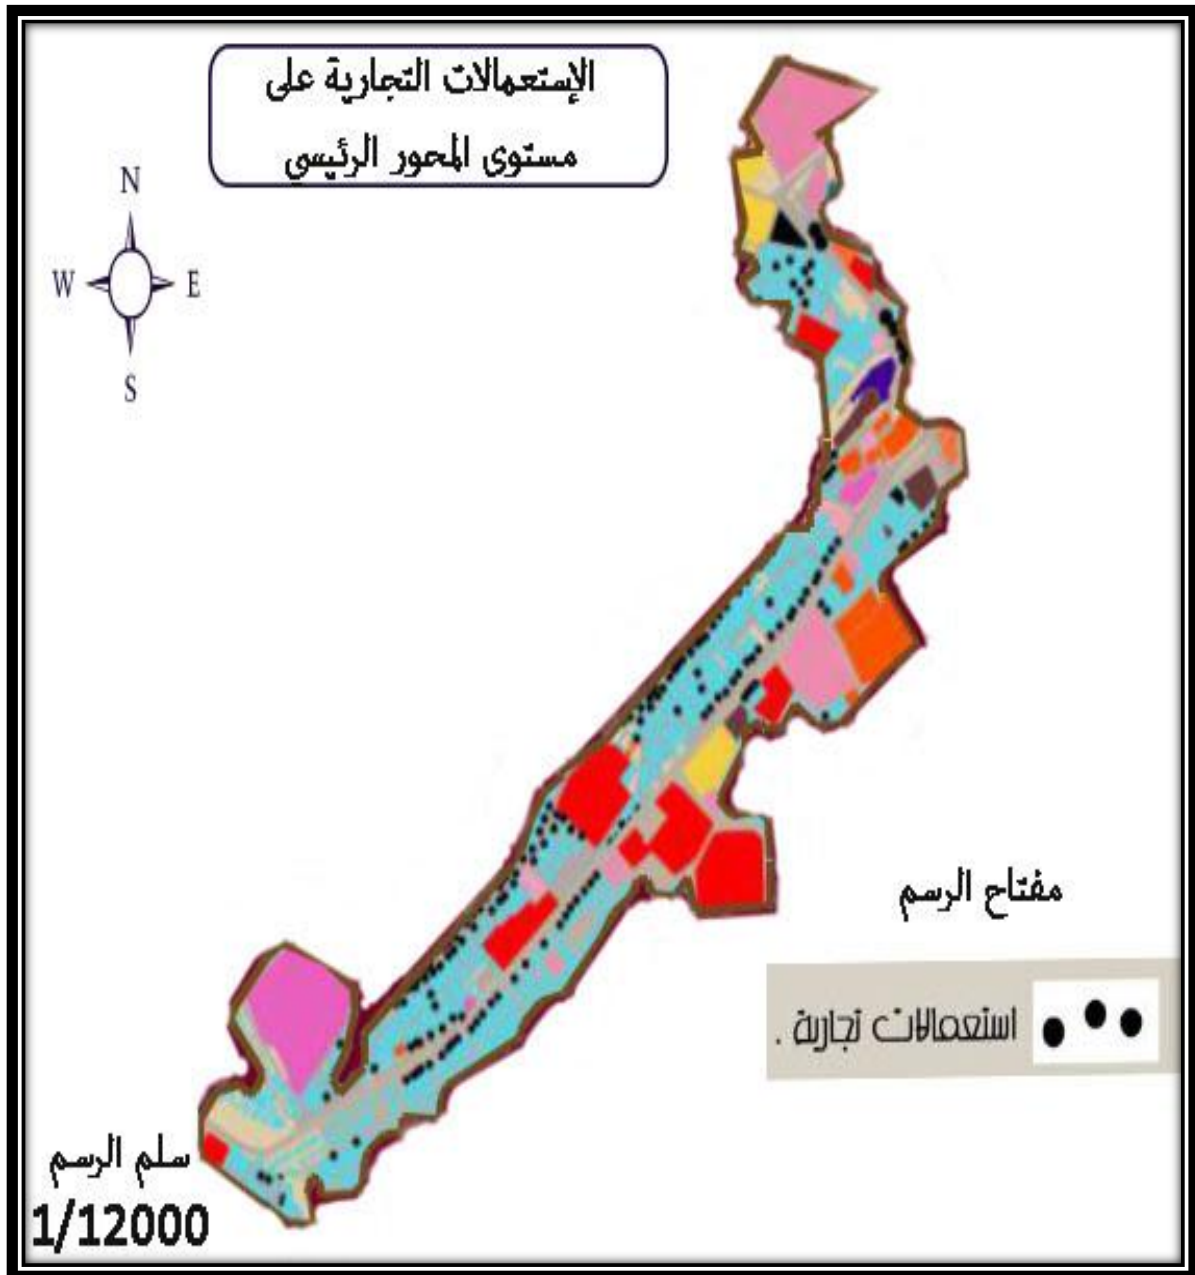 الإستعمالات التجارية على
مستوى المحور الرئيسي
N
W
E
S
مفتاح الرسم
استعمالات تجارية .
سلم الرسم
1/12000